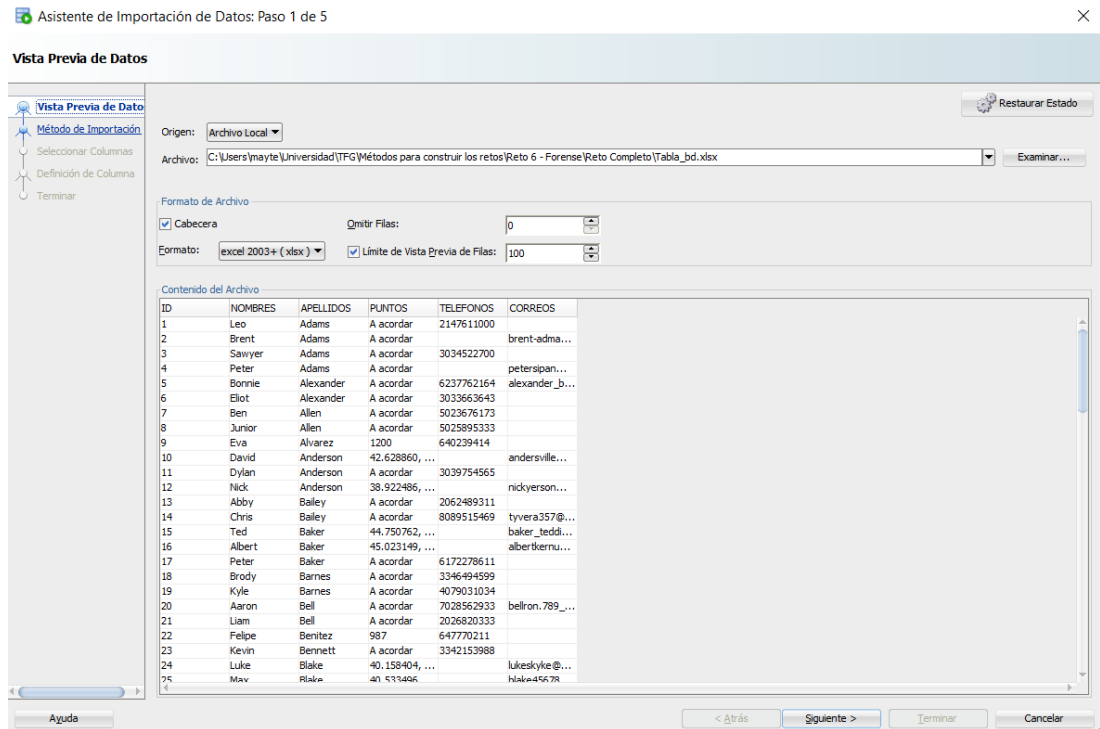 Asistente de Importación de Datos: Paso 1 de 5
Vista Previa de Datos
Vista Previa de Dato
Método de Importación
Seleccionar Columnas
Definición de Columna
Terminar
Restaurar Estado
Origen: Archivo Local
Archivo: C:\Users\mayte\Universidad\TFG\Métodos para construir los retos\Reto 6 - Forense\Reto Completo\Tabla_bd.xlsx Examinar...
Formato de Archivo
Cabecera Omitir Filas: 0
Formato: excel 2003+ ( xlsx ) Límite de Vista Previa de Filas: 100
Contenido del Archivo
ID NOMBRES APELLIDOS PUNTOS TELEFONOS CORREOS
1 Leo Adams A acordar 2147611000
2 Brent Adams A acordar brent-adma...
3 Sawyer Adams A acordar 3034522700
4 Peter Adams A acordar petersipan...
5 Bonnie Alexander A acordar 6237762164 alexander_b...
6 Eliot Alexander A acordar 3033663643
7 Ben Allen A acordar 5023676173
8 Junior Allen A acordar 5025895333
9 Eva Alvarez 1200 640239414
10 David Anderson 42.628860, ... andersville...
11 Dylan Anderson A acordar 3039754565
12 Nick Anderson 38.922486, ... nickyerson...
13 Abby Bailey A acordar 2062489311
14 Chris Bailey A acordar 8089515469 tyvera357@...
15 Ted Baker 44.750762, ... baker_teddi...
16 Albert Baker 45.023149, ... albertkernu...
17 Peter Baker A acordar 6172278611
18 Brody Barnes A acordar 3346494599
19 Kyle Barnes A acordar 4079031034
20 Aaron Bell A acordar 7028562933 bellron.789_...
21 Liam Bell A acordar 2026820333
22 Felipe Benitez 987 647770211
23 Kevin Bennett A acordar 3342153988
24 Luke Blake 40.158404, ... lukeskyke@...
25 Max Blake 40.533496 blake45678
Ayuda < Atrás Siguiente > Terminar Cancelar